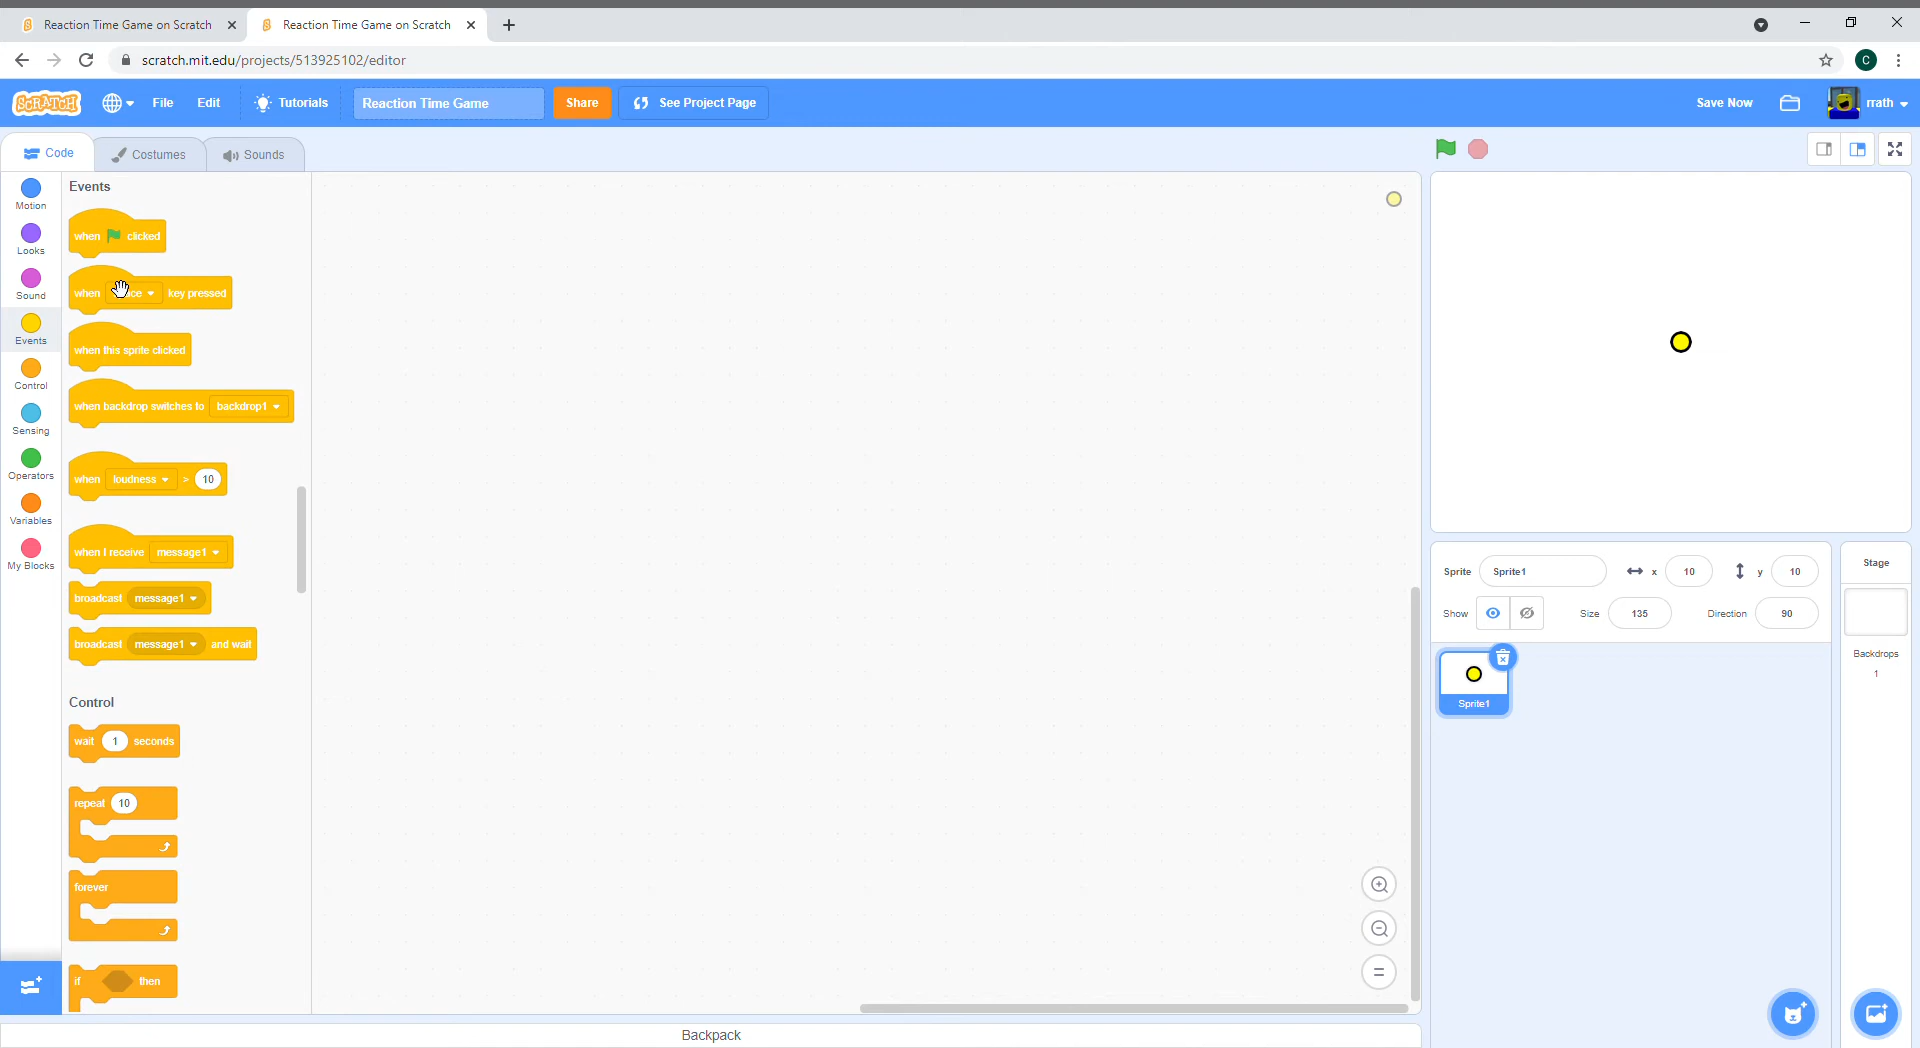 Reaction Time Game on Scratch
Reaction Time Game on Scratch
scratch.mit.edu/projects/513925102/editor
C
SCRATCH
File
Edit
Tutorials
Reaction Time Game
Share
See Project Page
Save Now
rrath
Code
Costumes
Sounds
Motion
Looks
Sound
Events
Control
Sensing
Operators
Variables
My Blocks
Events
when clicked
when key pressed
when this sprite clicked
when backdrop switches to backdrop1
when loudness > 10
when I receive message1
broadcast message1
broadcast message1 and wait
Control
wait 1 seconds
repeat 10
forever
if then
Backpack
Sprite Sprite1 x 10 y 10
Show Size 135 Direction 90
Sprite1
Stage
Backdrops
1